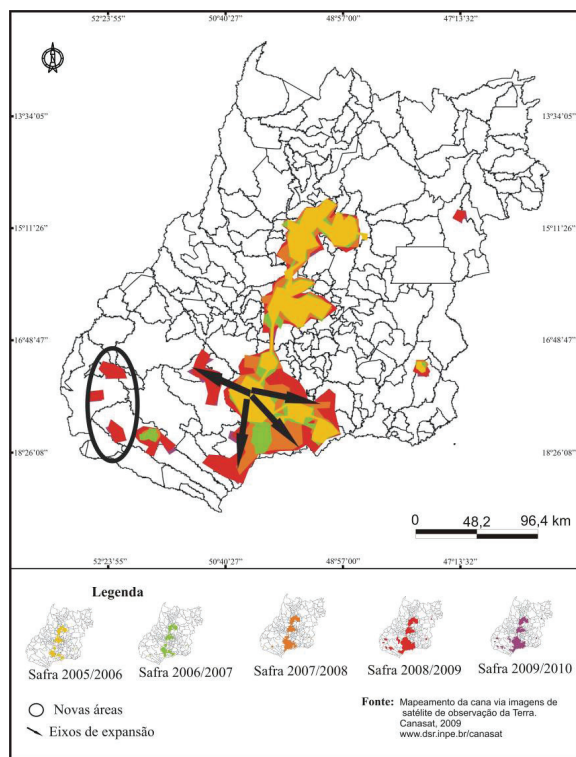 52°23'55" 50°40'27" 48°57'00" 47°13'32"
13°34'05" 13°34'05"
15°11'26" 15°11'26"
16°48'47" 16°48'47"
18°26'08" 18°26'08"
0 48,2 96,4 km
52°23'55" 50°40'27" 48°57'00" 47°13'32"
Legenda
Safra 2005/2006 Safra 2006/2007 Safra 2007/2008 Safra 2008/2009 Safra 2009/2010
Novas áreas
Eixos de expansão
Fonte: Mapeamento da cana via imagens de
satélite de observação da Terra.
Canasat, 2009
www.dsr.inpe.br/canasat